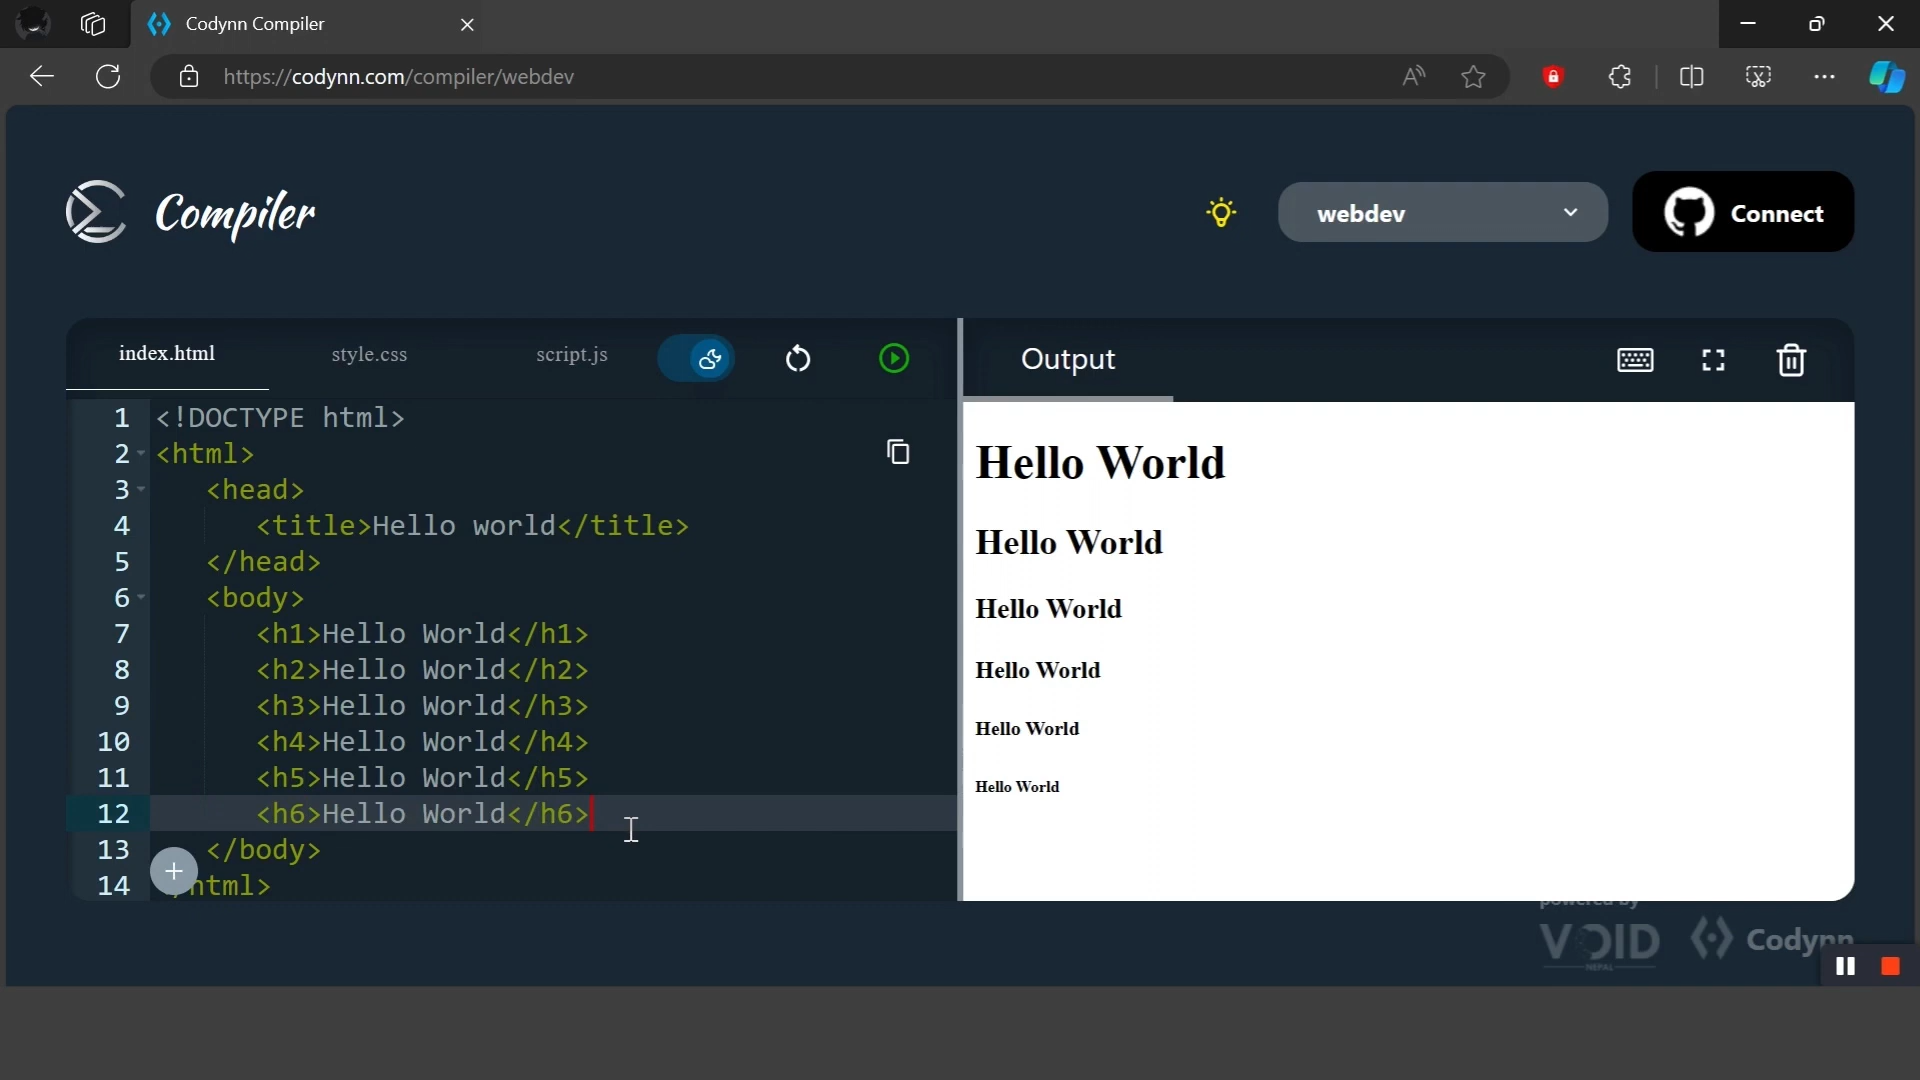 Codynn Compiler
https://codynn.com/compiler/webdev
Compiler
webdev
Connect
index.html
style.css
script.js
Output
1 <!DOCTYPE html>
2 <html>
3 <head>
4 <title>Hello world</title>
5 </head>
6 <body>
7 <h1>Hello World</h1>
8 <h2>Hello World</h2>
9 <h3>Hello World</h3>
10 <h4>Hello World</h4>
11 <h5>Hello World</h5>
12 <h6>Hello World</h6>
13 </body>
14 html>
Hello World
Hello World
Hello World
Hello World
Hello World
Hello World
powered by
VOID
NEPAL
Codynn